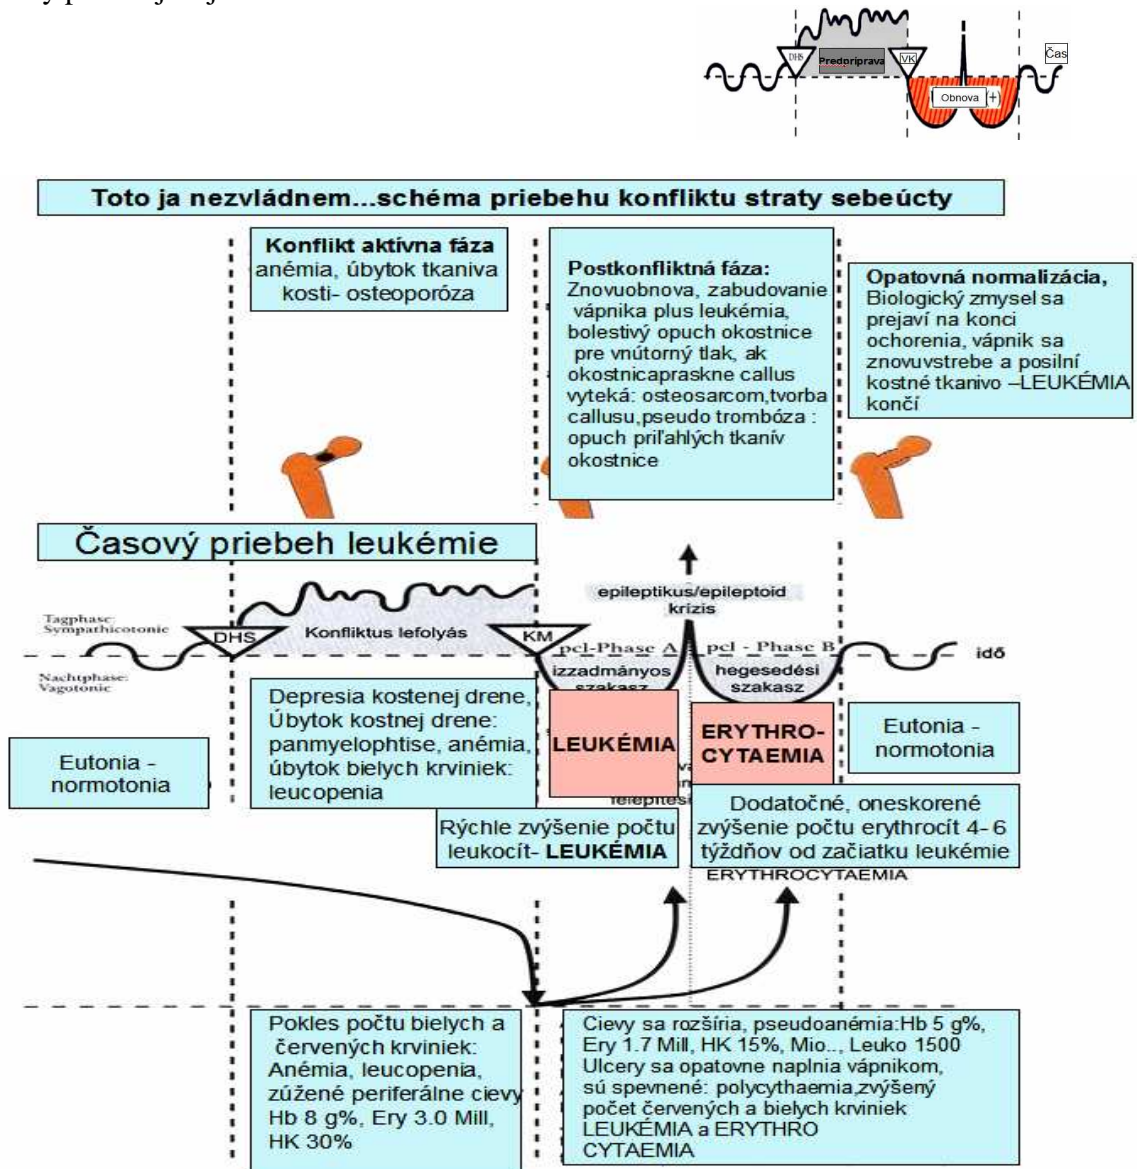 DHS
Predpríprava
VK
Čas
Obnova (+)
Toto ja nezvládnem...schéma priebehu konfliktu straty sebeúcty
Konflikt aktívna fáza
anémia, úbytok tkaniva
kosti- osteoporóza
Postkonfliktná fáza:
Znovuobnova, zabudovanie
vápnika plus leukémia,
bolestivý opuch okostnice
pre vnútorný tlak, ak
okostnicapraskne callus
vyteká: osteosarcom,tvorba
callusu,pseudo trombóza :
opuch priľahlých tkanív
okostnice
Opatovná normalizácia,
Biologický zmysel sa
prejaví na konci
ochorenia, vápnik sa
znovuvstrebe a posilní
kostné tkanivo –LEUKÉMIA
končí
Časový priebeh leukémie
epileptikus/epileptoid
krízis
Tagphase:
Sympathicotonic
DHS
Konfliktus lefolyás
KM
pcl-Phase A
pcl - Phase B
idő
Nachtphase:
Vagotonic
izzadmányos
szakasz
hegesedési
szakasz
Eutonia -
normotonia
Depresia kostenej drene,
Úbytok kostnej drene:
panmyelophtise, anémia,
úbytok bielych krviniek:
leucopenia
LEUKÉMIA
ERYTHRO-
CYTAEMIA
Eutonia -
normotonia
Rýchle zvýšenie počtu
leukocít- LEUKÉMIA
Dodatočné, oneskorené
zvýšenie počtu erythrocít 4- 6
týždňov od začiatku leukémie
ERYTHROCYTAEMIA
Pokles počtu bielych a
červených krviniek:
Anémia, leucopenia,
zúžené periferálne cievy
Hb 8 g%, Ery 3.0 Mill,
HK 30%
Cievy sa rozšíria, pseudoanémia:Hb 5 g%,
Ery 1.7 Mill, HK 15%, Mio.., Leuko 1500
Ulcery sa opatovne naplnia vápnikom,
sú spevnené: polycythaemia,zvýšený
počet červených a bielych krviniek
LEUKÉMIA a ERYTHRO
CYTAEMIA